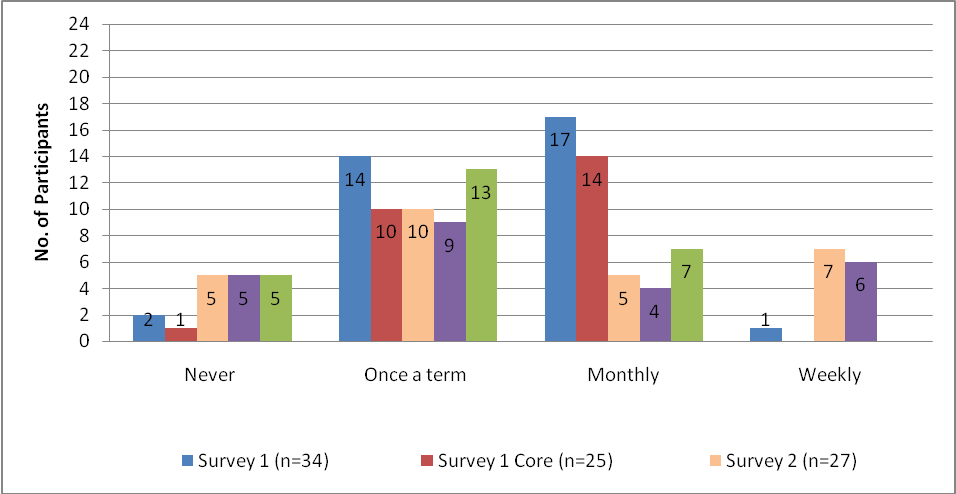 24
22
20
18
16
14
12
10
8
6
4
2
0
No. of Participants
2 1 5 5 5
14 10 10 9 13
17 14 5 4 7
1 7 6
Never Once a term Monthly Weekly
Survey 1 (n=34) Survey 1 Core (n=25) Survey 2 (n=27)